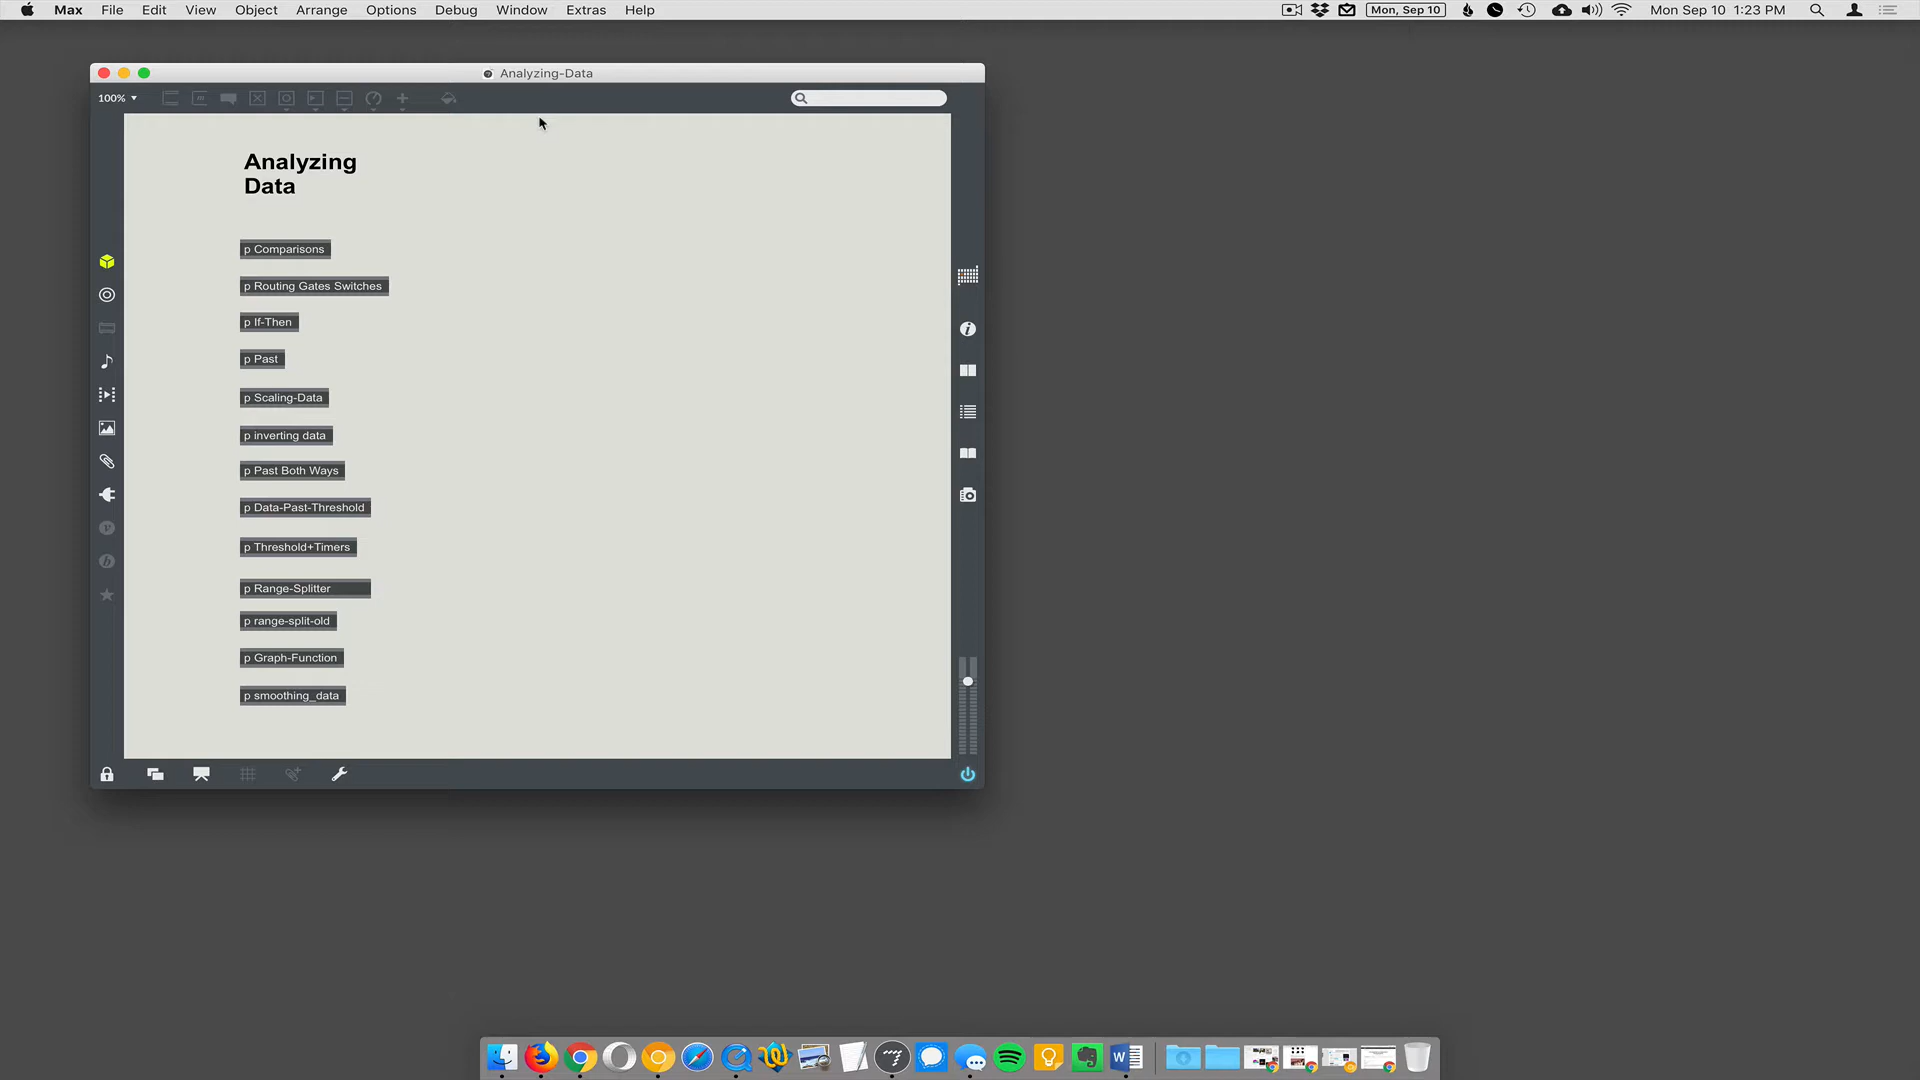 Max File Edit View Object Arrange Options Debug Window Extras Help Mon, Sep 10 Mon Sep 10 1:23 PM
Analyzing-Data
100%
Analyzing
Data
p Comparisons
p Routing Gates Switches
p If-Then
p Past
p Scaling-Data
p inverting data
p Past Both Ways
p Data-Past-Threshold
p Threshold+Timers
p Range-Splitter
p range-split-old
p Graph-Function
p smoothing_data